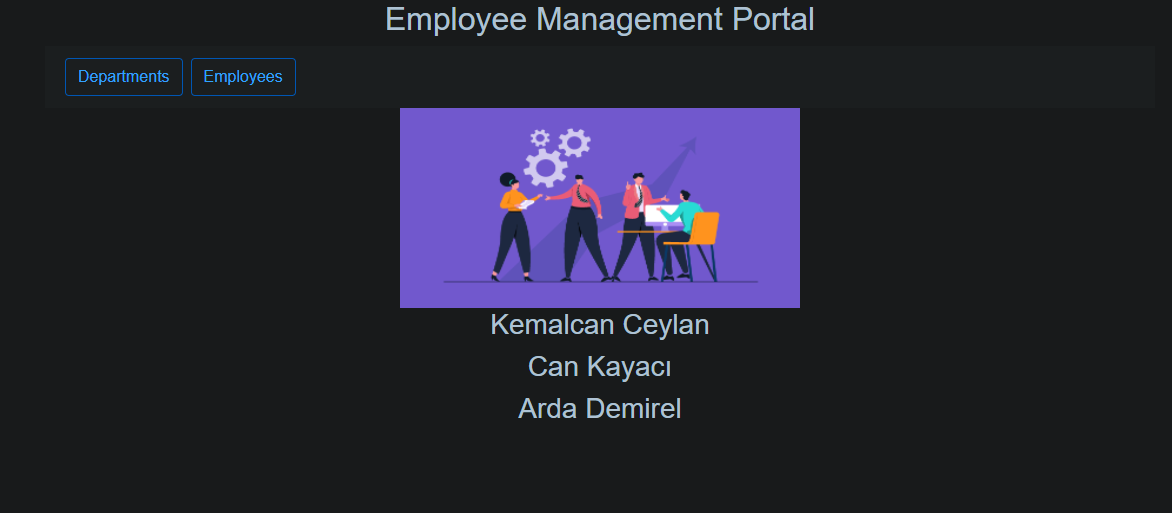 Employee Management Portal
Departments Employees
Kemalcan Ceylan
Can Kayacı
Arda Demirel